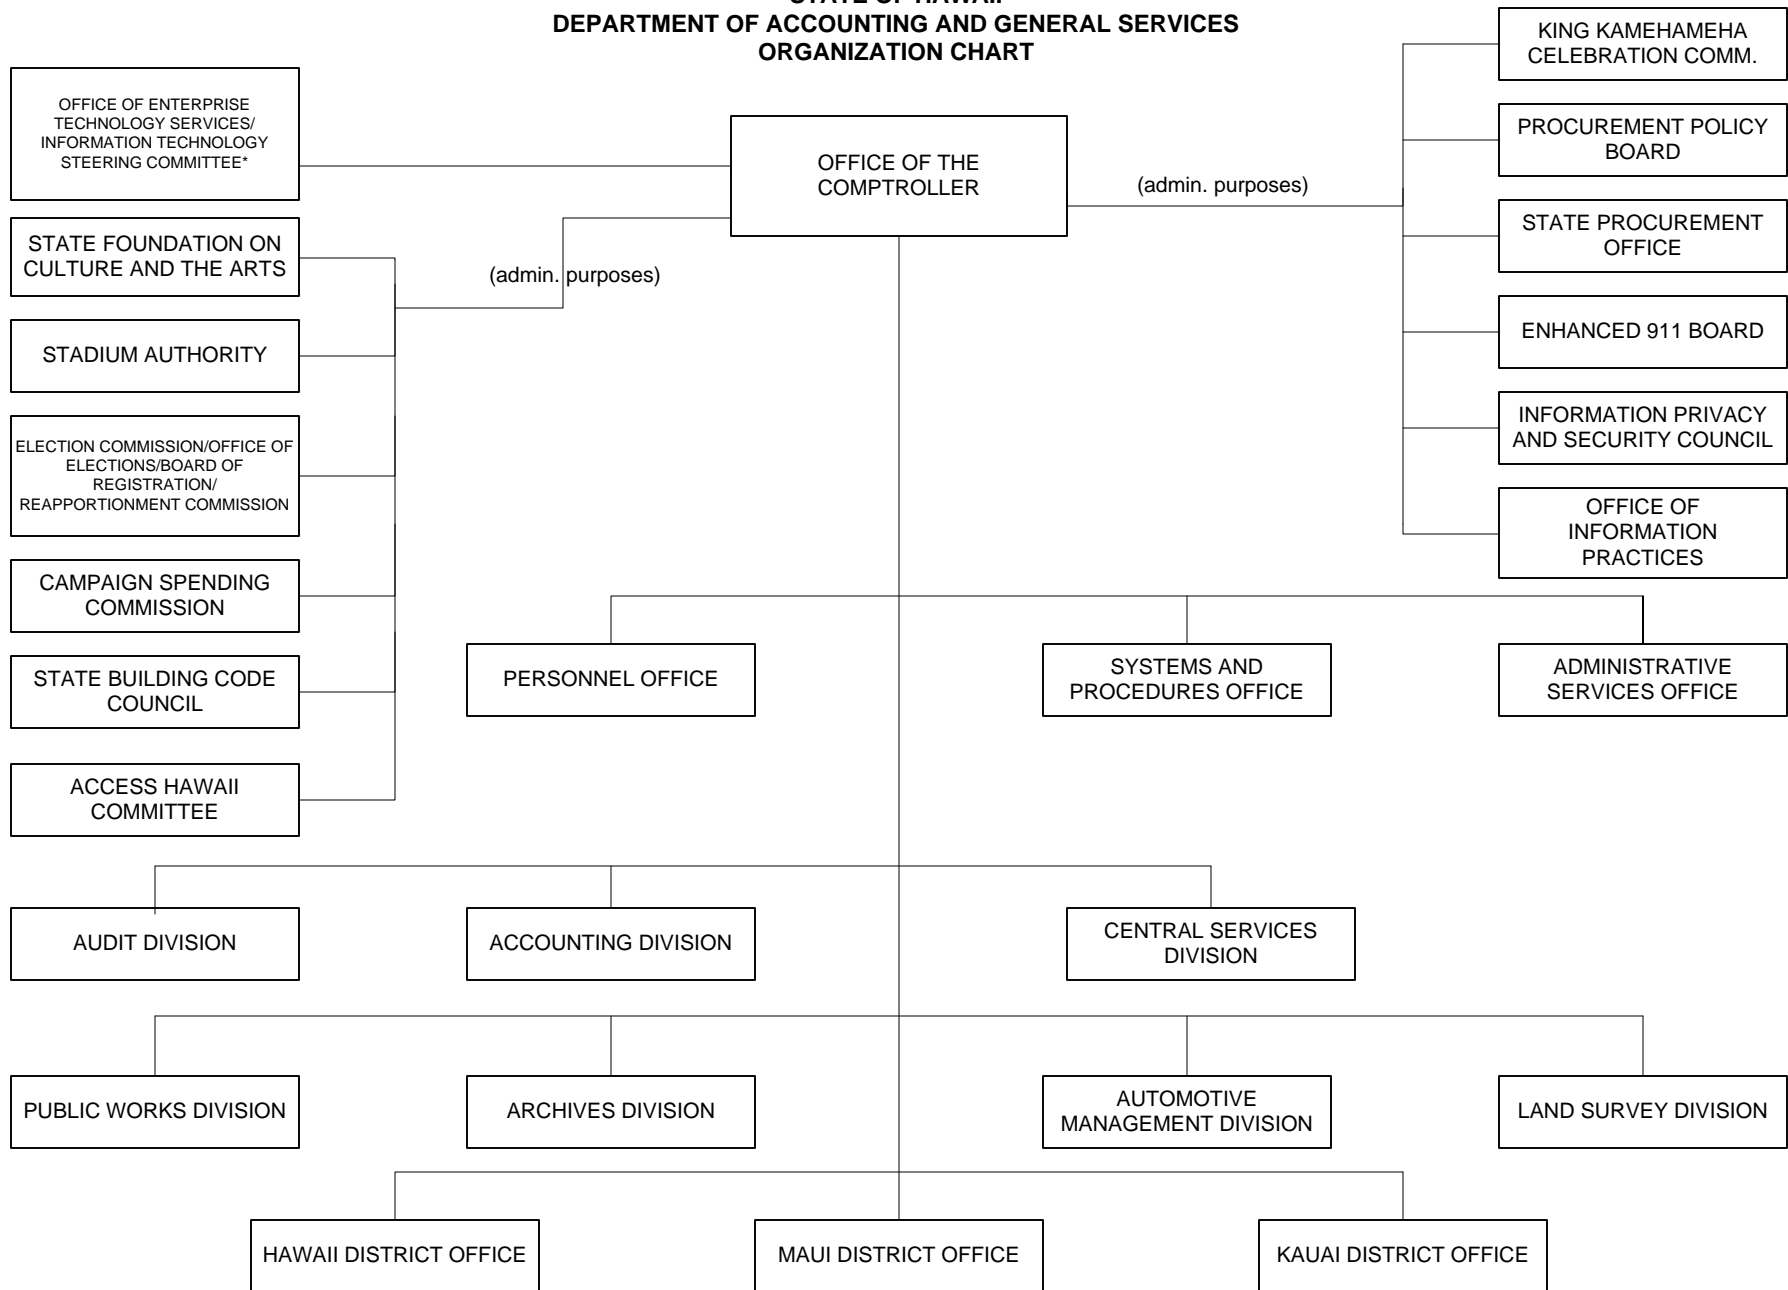 STATE OF HAWAII
DEPARTMENT OF ACCOUNTING AND GENERAL SERVICES
ORGANIZATION CHART
KING KAMEHAMEHA
CELEBRATION COMM.
OFFICE OF ENTERPRISE
TECHNOLOGY SERVICES/
INFORMATION TECHNOLOGY
STEERING COMMITTEE*
OFFICE OF THE
COMPTROLLER
(admin. purposes)
PROCUREMENT POLICY
BOARD
STATE PROCUREMENT
OFFICE
STATE FOUNDATION ON
CULTURE AND THE ARTS
(admin. purposes)
ENHANCED 911 BOARD
STADIUM AUTHORITY
INFORMATION PRIVACY
AND SECURITY COUNCIL
ELECTION COMMISSION/OFFICE OF
ELECTIONS/BOARD OF
REGISTRATION/
REAPPORTIONMENT COMMISSION
OFFICE OF
INFORMATION
PRACTICES
CAMPAIGN SPENDING
COMMISSION
STATE BUILDING CODE
COUNCIL
PERSONNEL OFFICE
SYSTEMS AND
PROCEDURES OFFICE
ADMINISTRATIVE
SERVICES OFFICE
ACCESS HAWAII
COMMITTEE
AUDIT DIVISION
ACCOUNTING DIVISION
CENTRAL SERVICES
DIVISION
PUBLIC WORKS DIVISION
ARCHIVES DIVISION
AUTOMOTIVE
MANAGEMENT DIVISION
LAND SURVEY DIVISION
HAWAII DISTRICT OFFICE
MAUI DISTRICT OFFICE
KAUAI DISTRICT OFFICE